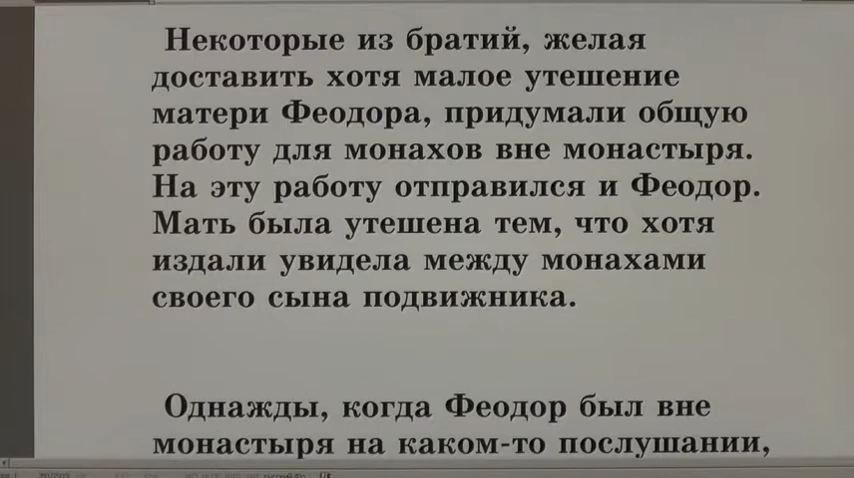 Некоторые из братий, желая
доставить хотя малое утешение
матери Феодора, придумали общую
работу для монахов вне монастыря.
На эту работу отправился и Феодор.
Мать была утешена тем, что хотя
издали увидела между монахами
своего сына подвижника.
Однажды, когда Феодор был вне
монастыря на каком-то послушании,